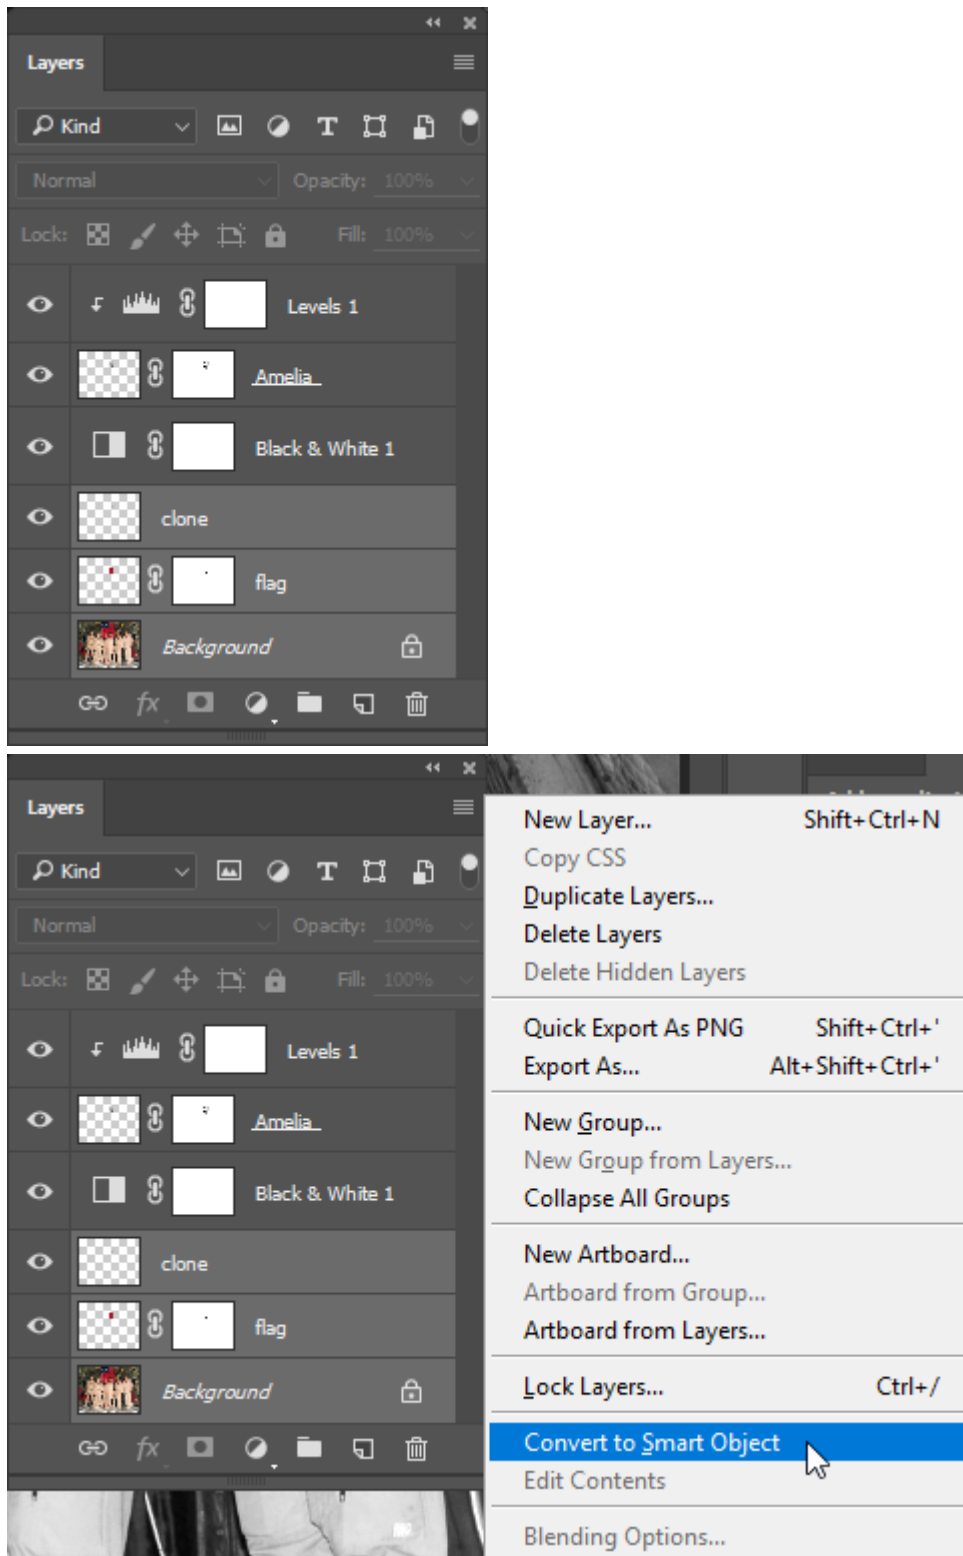 Layers
Kind
Normal Opacity: 100%
Lock: Fill: 100%
Levels 1
Amelia
Black & White 1
clone
flag
Background
fx
Layers
Kind
Normal Opacity: 100%
Lock: Fill: 100%
Levels 1
Amelia
Black & White 1
clone
flag
Background
fx
New Layer... Shift+Ctrl+N
Copy CSS
Duplicate Layers...
Delete Layers
Delete Hidden Layers
Quick Export As PNG Shift+Ctrl+'
Export As... Alt+Shift+Ctrl+'
New Group...
New Group from Layers...
Collapse All Groups
New Artboard...
Artboard from Group...
Artboard from Layers...
Lock Layers... Ctrl+/
Convert to Smart Object
Edit Contents
Blending Options...